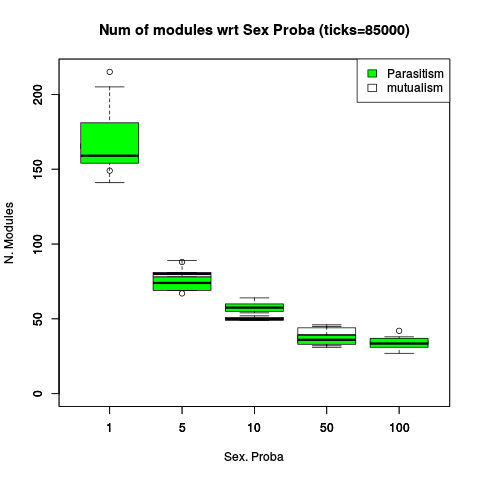 Num of modules wrt Sex Proba (ticks=85000)
Parasitism
mutualism
N. Modules
200
150
100
50
0
1 5 10 50 100
Sex. Proba